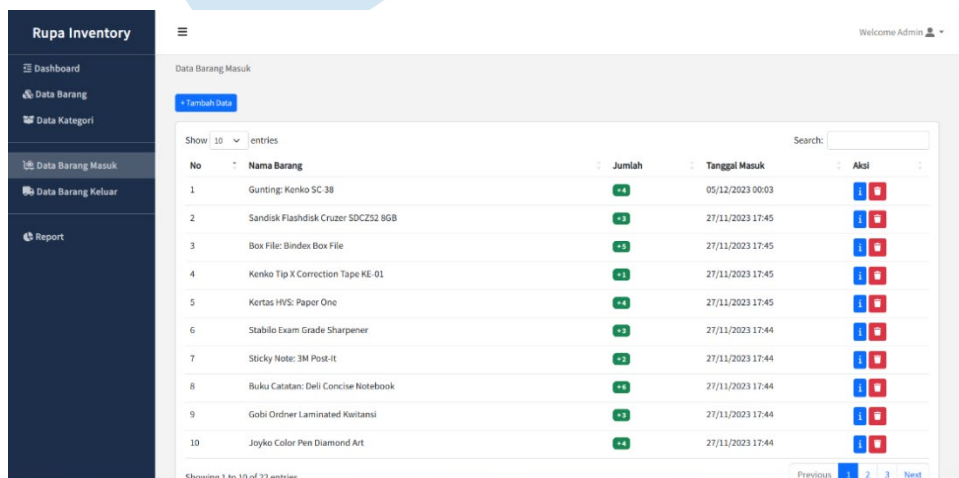 Rupa Inventory
Welcome Admin
Dashboard
Data Barang
Data Kategori
Data Barang Masuk
Data Barang Keluar
Report
Data Barang Masuk
+ Tambah Data
Show 10 entries
Search:
No Nama Barang Jumlah Tanggal Masuk Aksi
1 Gunting: Kenko SC-38 +4 05/12/2023 00:03
2 Sandisk Flashdisk Cruzer SDCZ52 8GB +3 27/11/2023 17:45
3 Box File: Bindex Box File +5 27/11/2023 17:45
4 Kenko Tip X Correction Tape KE-01 +1 27/11/2023 17:45
5 Kertas HVS: Paper One +4 27/11/2023 17:45
6 Stabilo Exam Grade Sharpener 27/11/2023 17:44
7 Sticky Note: 3M Post-It +2 27/11/2023 17:44
8 Buku Catatan: Deli Concise Notebook +6 27/11/2023 17:44
9 Gobi Ordner Laminated Kwitansi +3 27/11/2023 17:44
10 Joyko Color Pen Diamond Art +4 27/11/2023 17:44
Showing 1 to 10 of 22 entries
Previous 1 2 3 Next